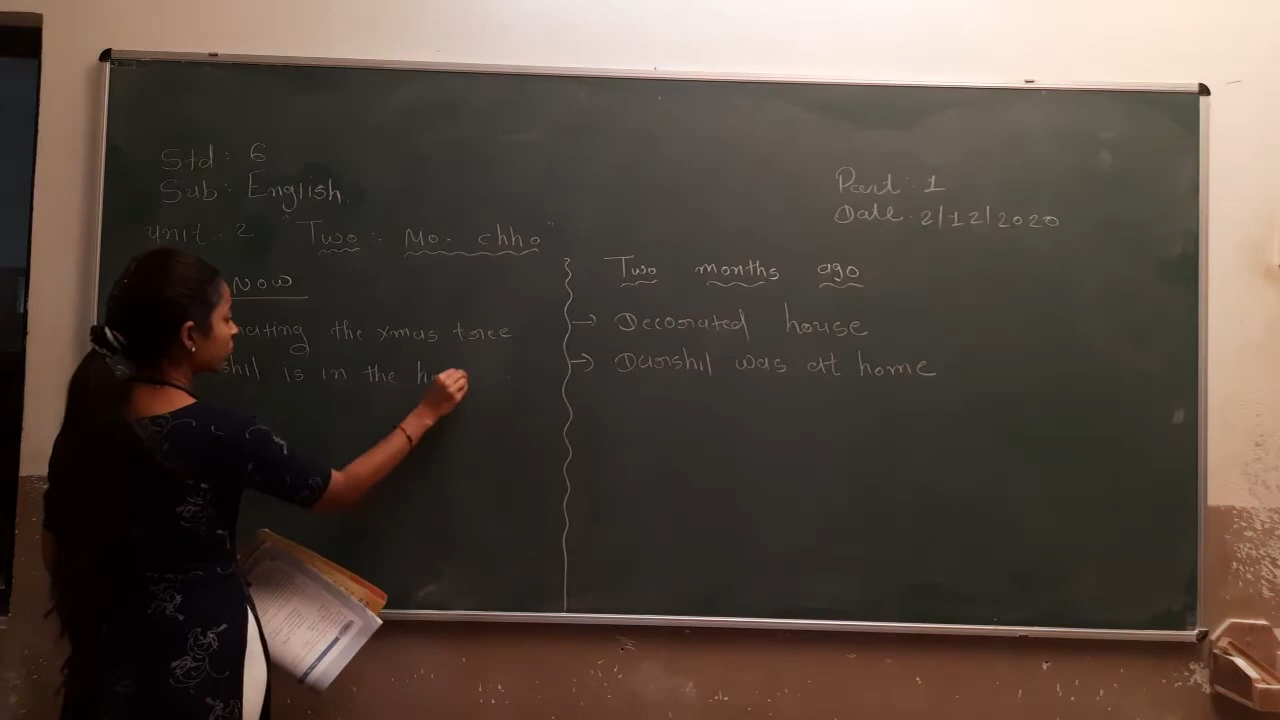 Std : 6
Sub : English.
Unit : 2 "Two : Mo. chho"
Part : 1
Date : 2/12/2020
Now
the xmas tree
is in the
Two months ago
→ Decorated house
→ Darshil was at home